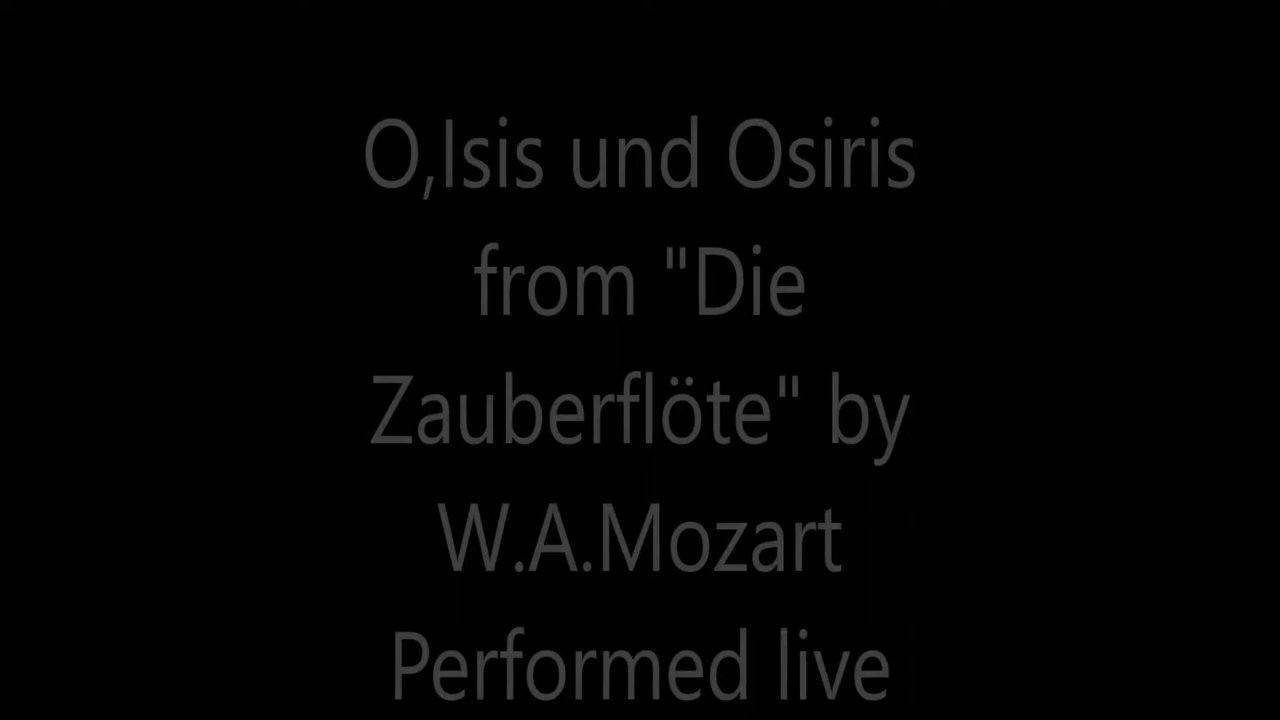 O,Isis und Osiris
from "Die
Zauberflöte" by
W.A.Mozart
Performed live